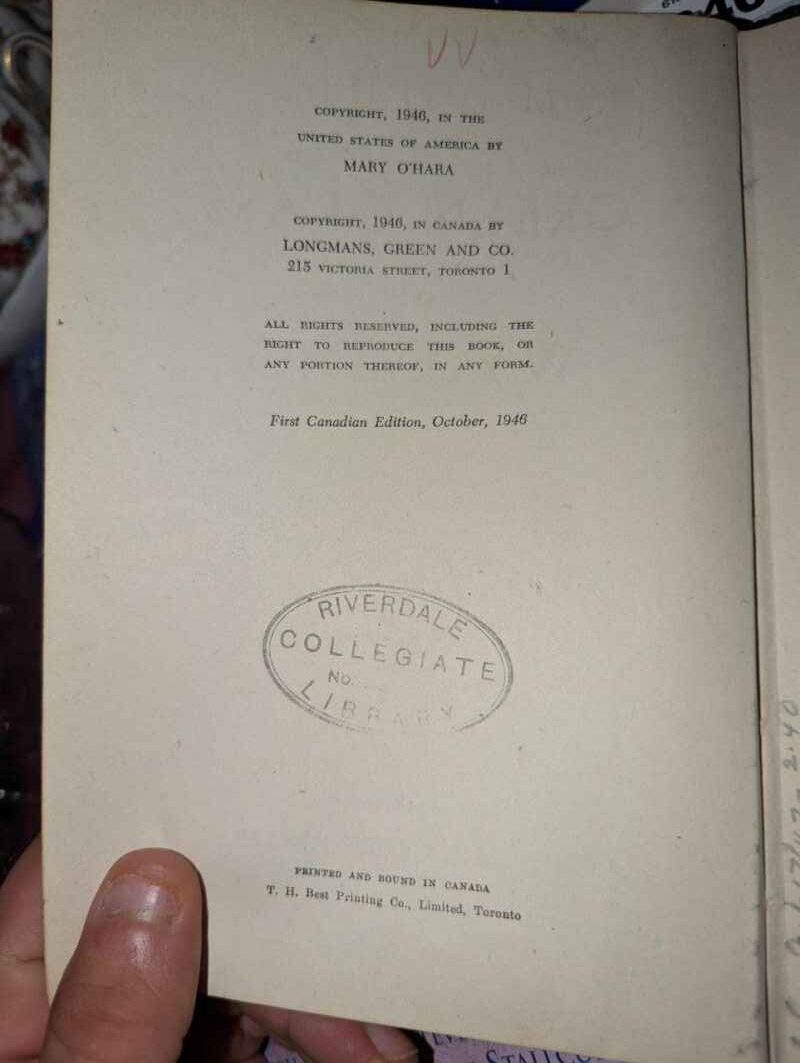 COPYRIGHT, 1946, IN THE
UNITED STATES OF AMERICA BY
MARY O'HARA
COPYRIGHT, 1946, IN CANADA BY
LONGMANS, GREEN AND CO.
215 VICTORIA STREET, TORONTO 1
ALL RIGHTS RESERVED, INCLUDING THE
RIGHT TO REPRODUCE THIS BOOK, OR
ANY PORTION THEREOF, IN ANY FORM.
First Canadian Edition, October, 1946
RIVERDALE
COLLEGIATE
No.
LIBRARY
PRINTED AND BOUND IN CANADA
T. H. Best Printing Co., Limited, Toronto
2.40